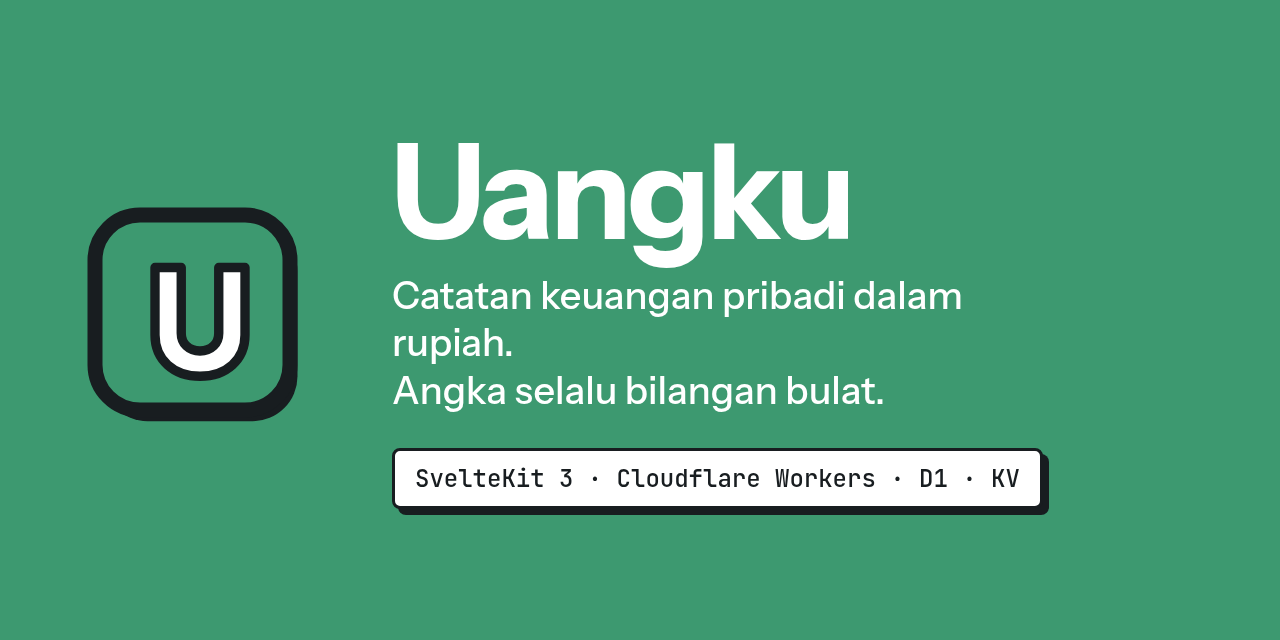 U
Uangku
Catatan keuangan pribadi dalam
rupiah.
Angka selalu bilangan bulat.
SvelteKit 3 · Cloudflare Workers · D1 · KV